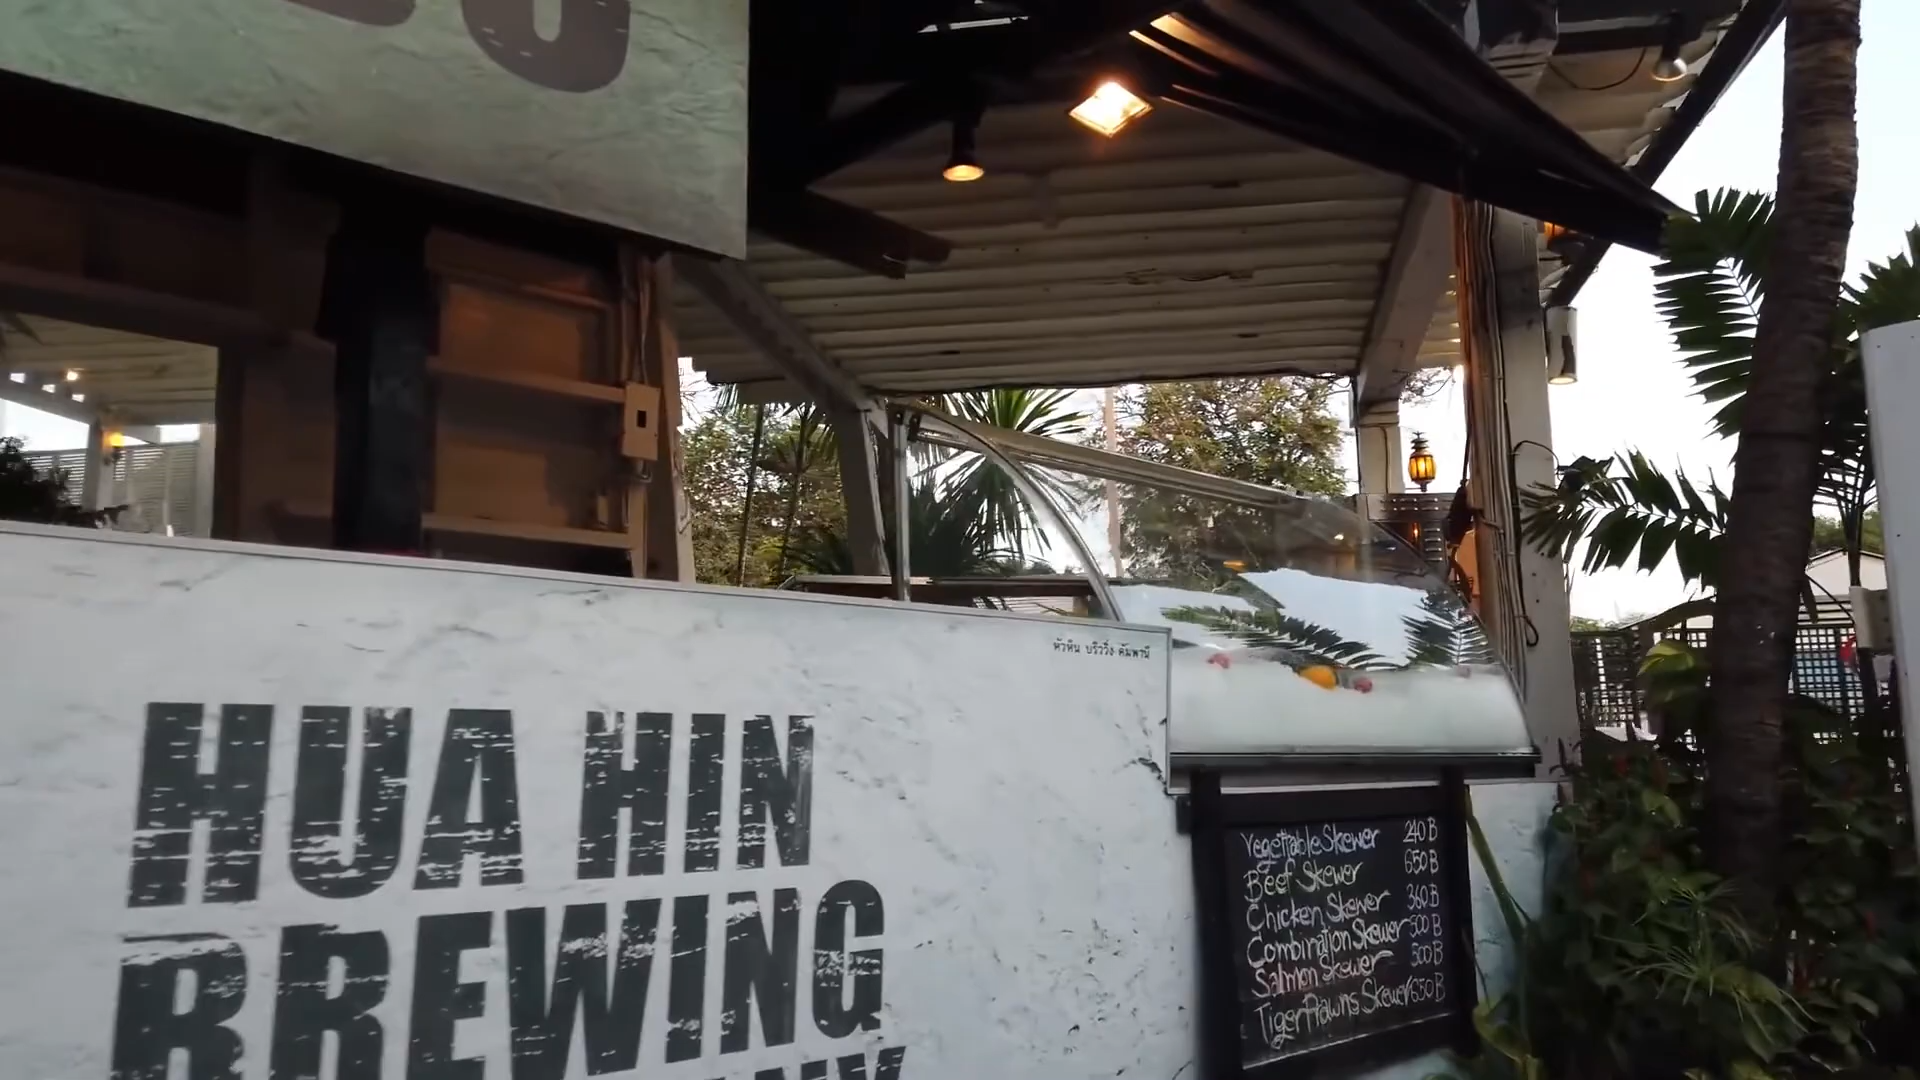 หัวหิน บริววิ่ง คัมพานี
HUA HIN
BREWING
Vegettable Skewer 240 B
Beef Skewer 650 B
Chicken Skewer 360 B
Combination Skewer 500 B
Salmon Skewer 500 B
Tiger Prawns Skewer 650 B